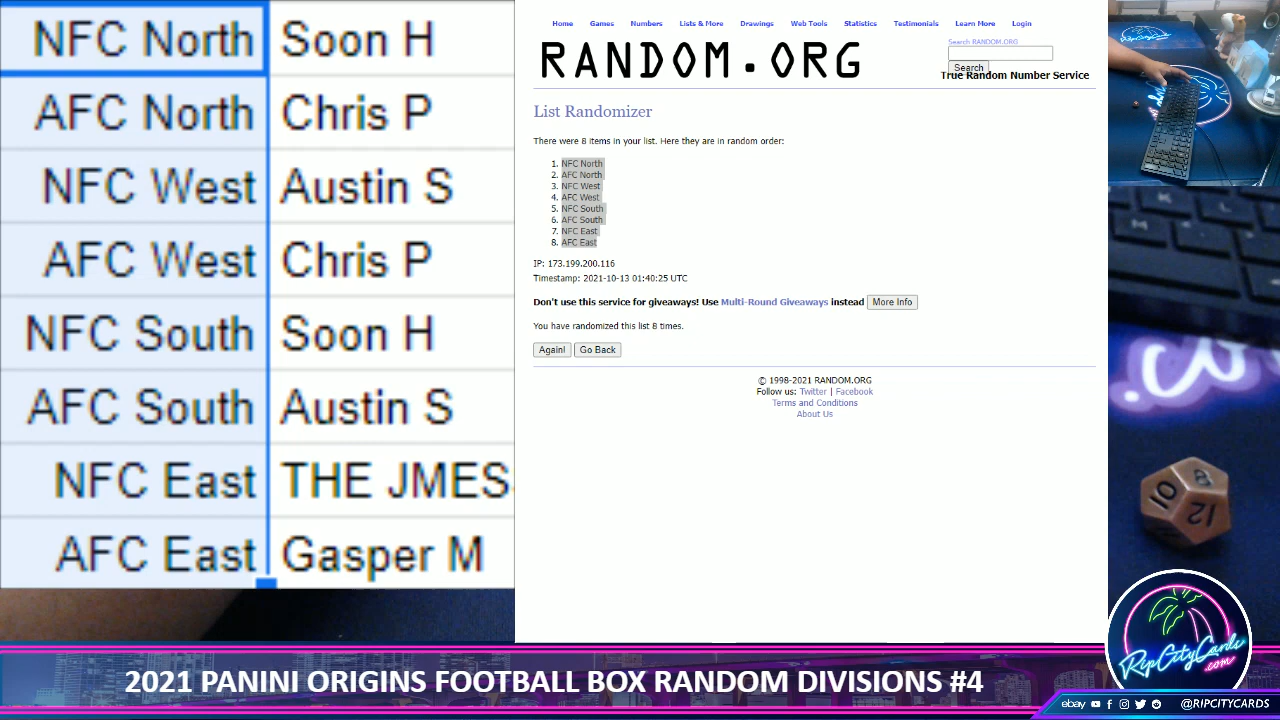 NFC North Soon H
AFC North Chris P
NFC West Austin S
AFC West Chris P
NFC South Soon H
AFC South Austin S
NFC East THE JMES
AFC East Gasper M
Home Games Numbers Lists & More Drawings Web Tools Statistics Testimonials Learn More Login
RANDOM.ORG
Search RANDOM.ORG
Search
True Random Number Service
List Randomizer
There were 8 items in your list. Here they are in random order:
1. NFC North
2. AFC North
3. NFC West
4. AFC West
5. NFC South
6. AFC South
7. NFC East
8. AFC East
IP: 173.199.200.116
Timestamp: 2021-10-13 01:40:25 UTC
Don't use this service for giveaways! Use Multi-Round Giveaways instead More Info
You have randomized this list 8 times.
Again! Go Back
© 1998-2021 RANDOM.ORG
Follow us: Twitter | Facebook
Terms and Conditions
About Us
.co
8
10
12
RipCityCards
.com
2021 PANINI ORIGINS FOOTBALL BOX RANDOM DIVISIONS #4
ebay @RIPCITYCARDS